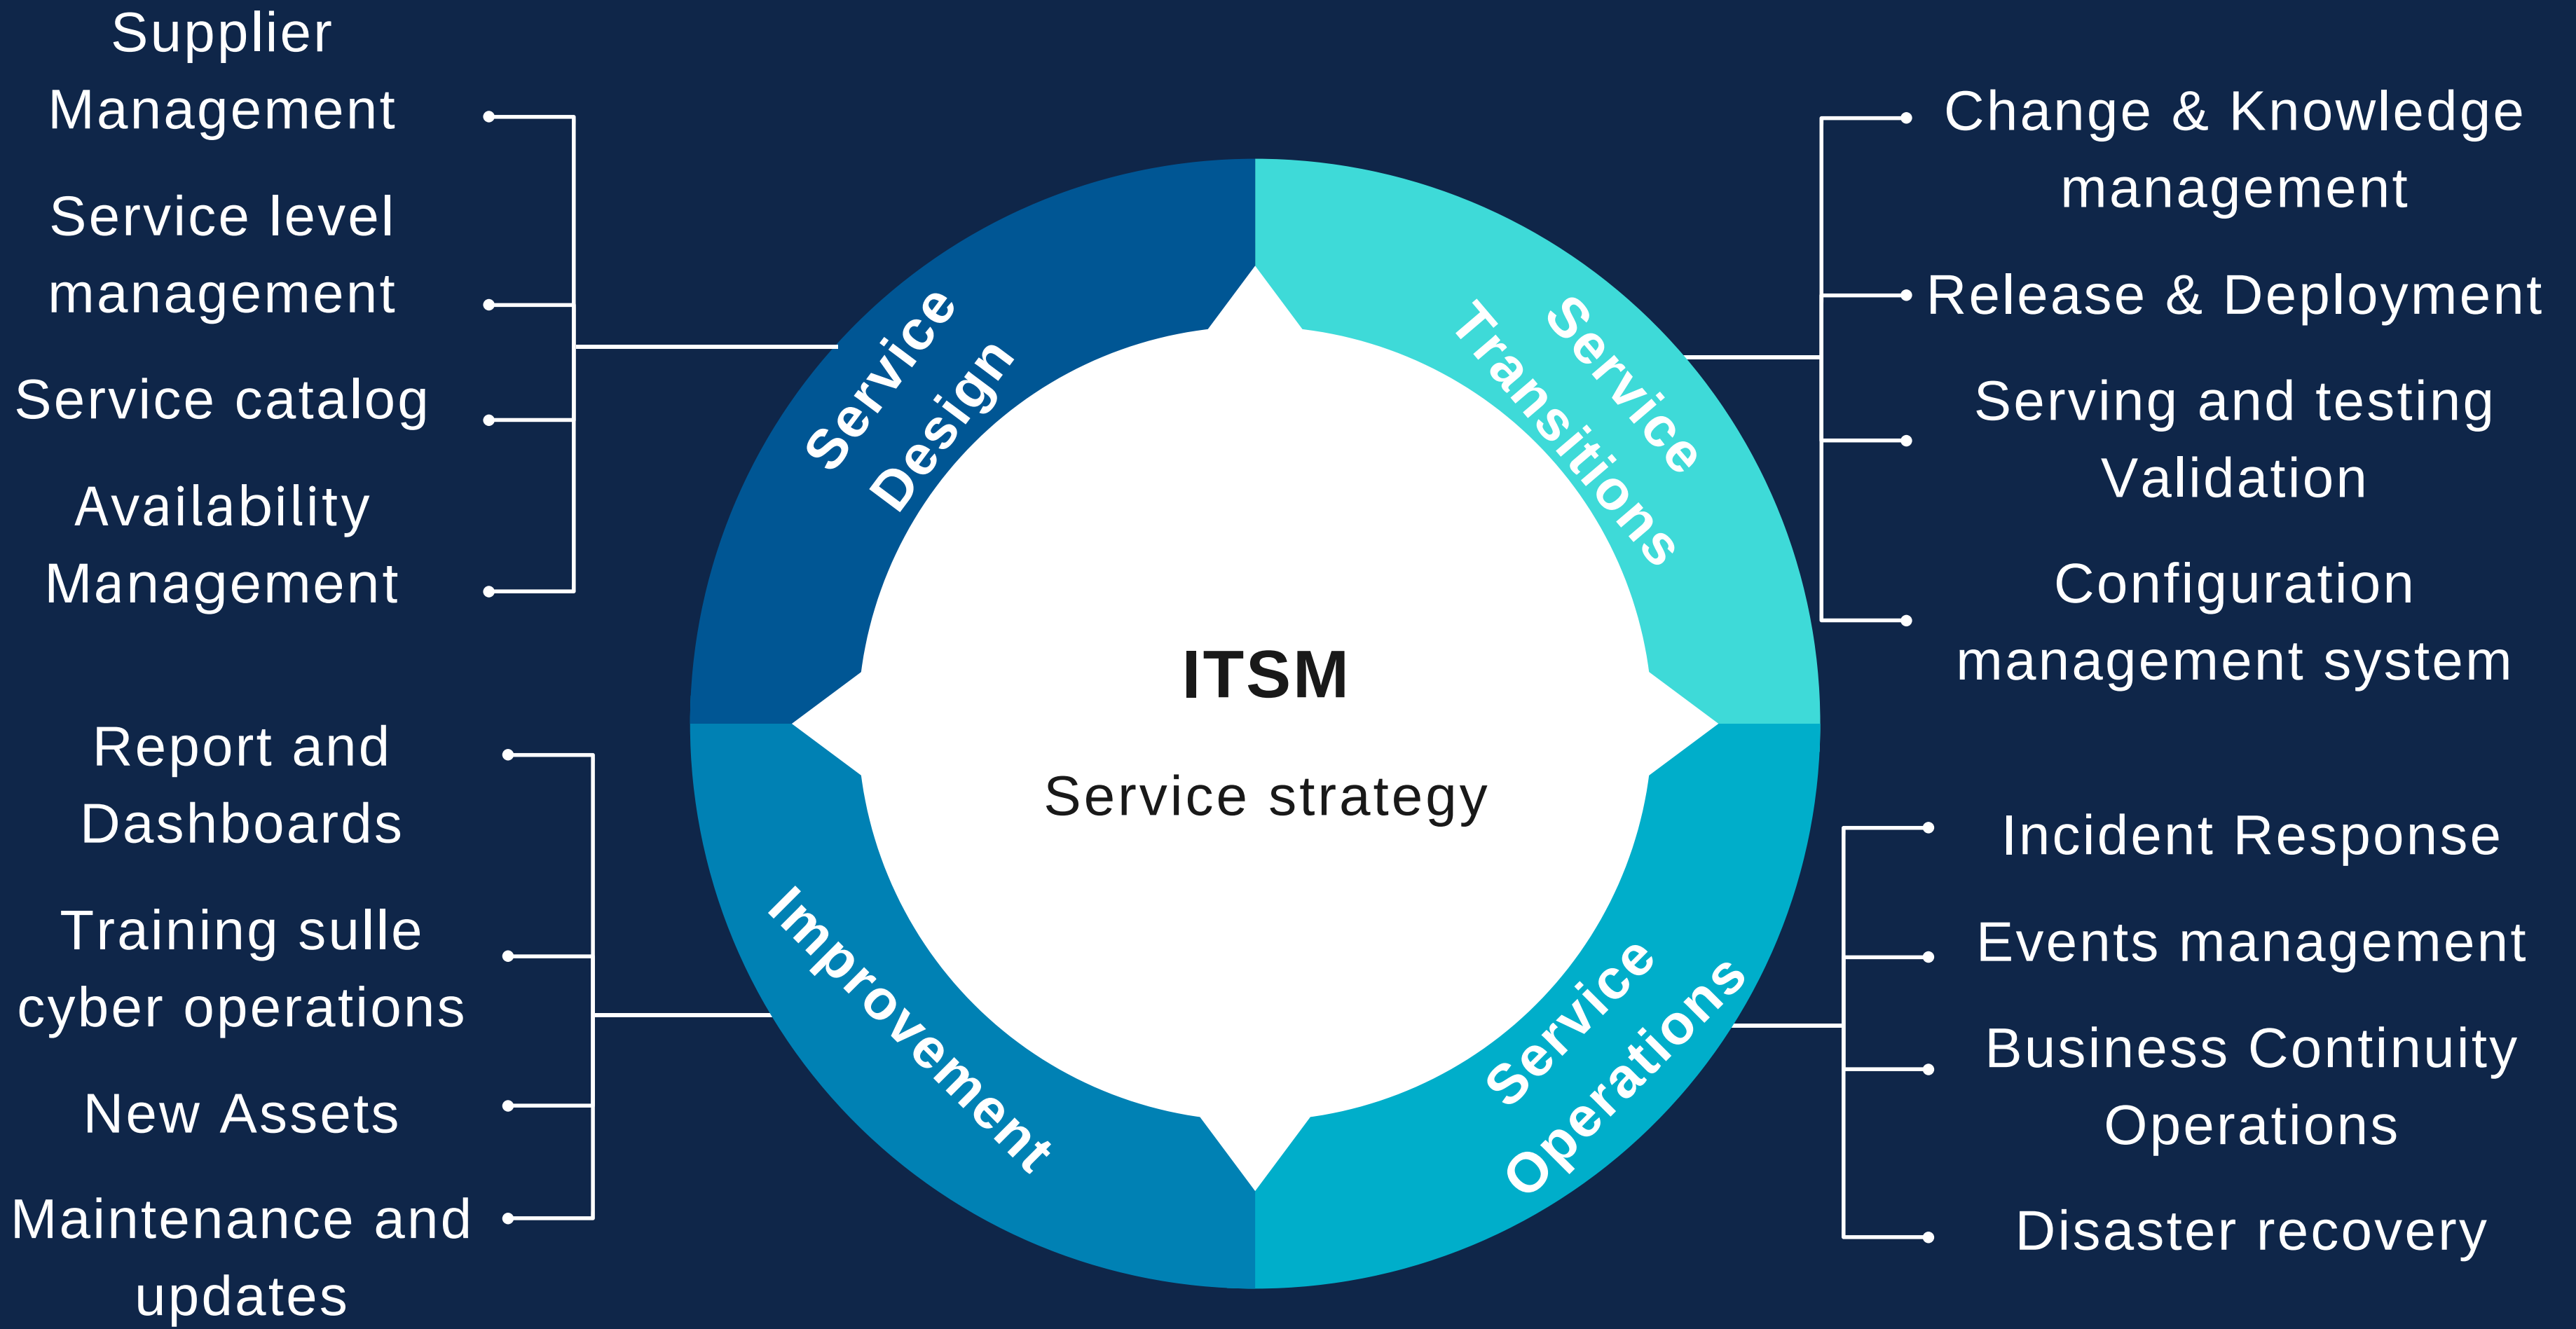 Supplier
Management
Service level
management
Service catalog
Availability
Management
Report and
Dashboards
Training sulle
cyber operations
New Assets
Maintenance and
updates
Service
Design
Service
Transitions
ITSM
Service strategy
Improvement
Service
Operations
Change & Knowledge
management
Release & Deployment
Serving and testing
Validation
Configuration
management system
Incident Response
Events management
Business Continuity
Operations
Disaster recovery